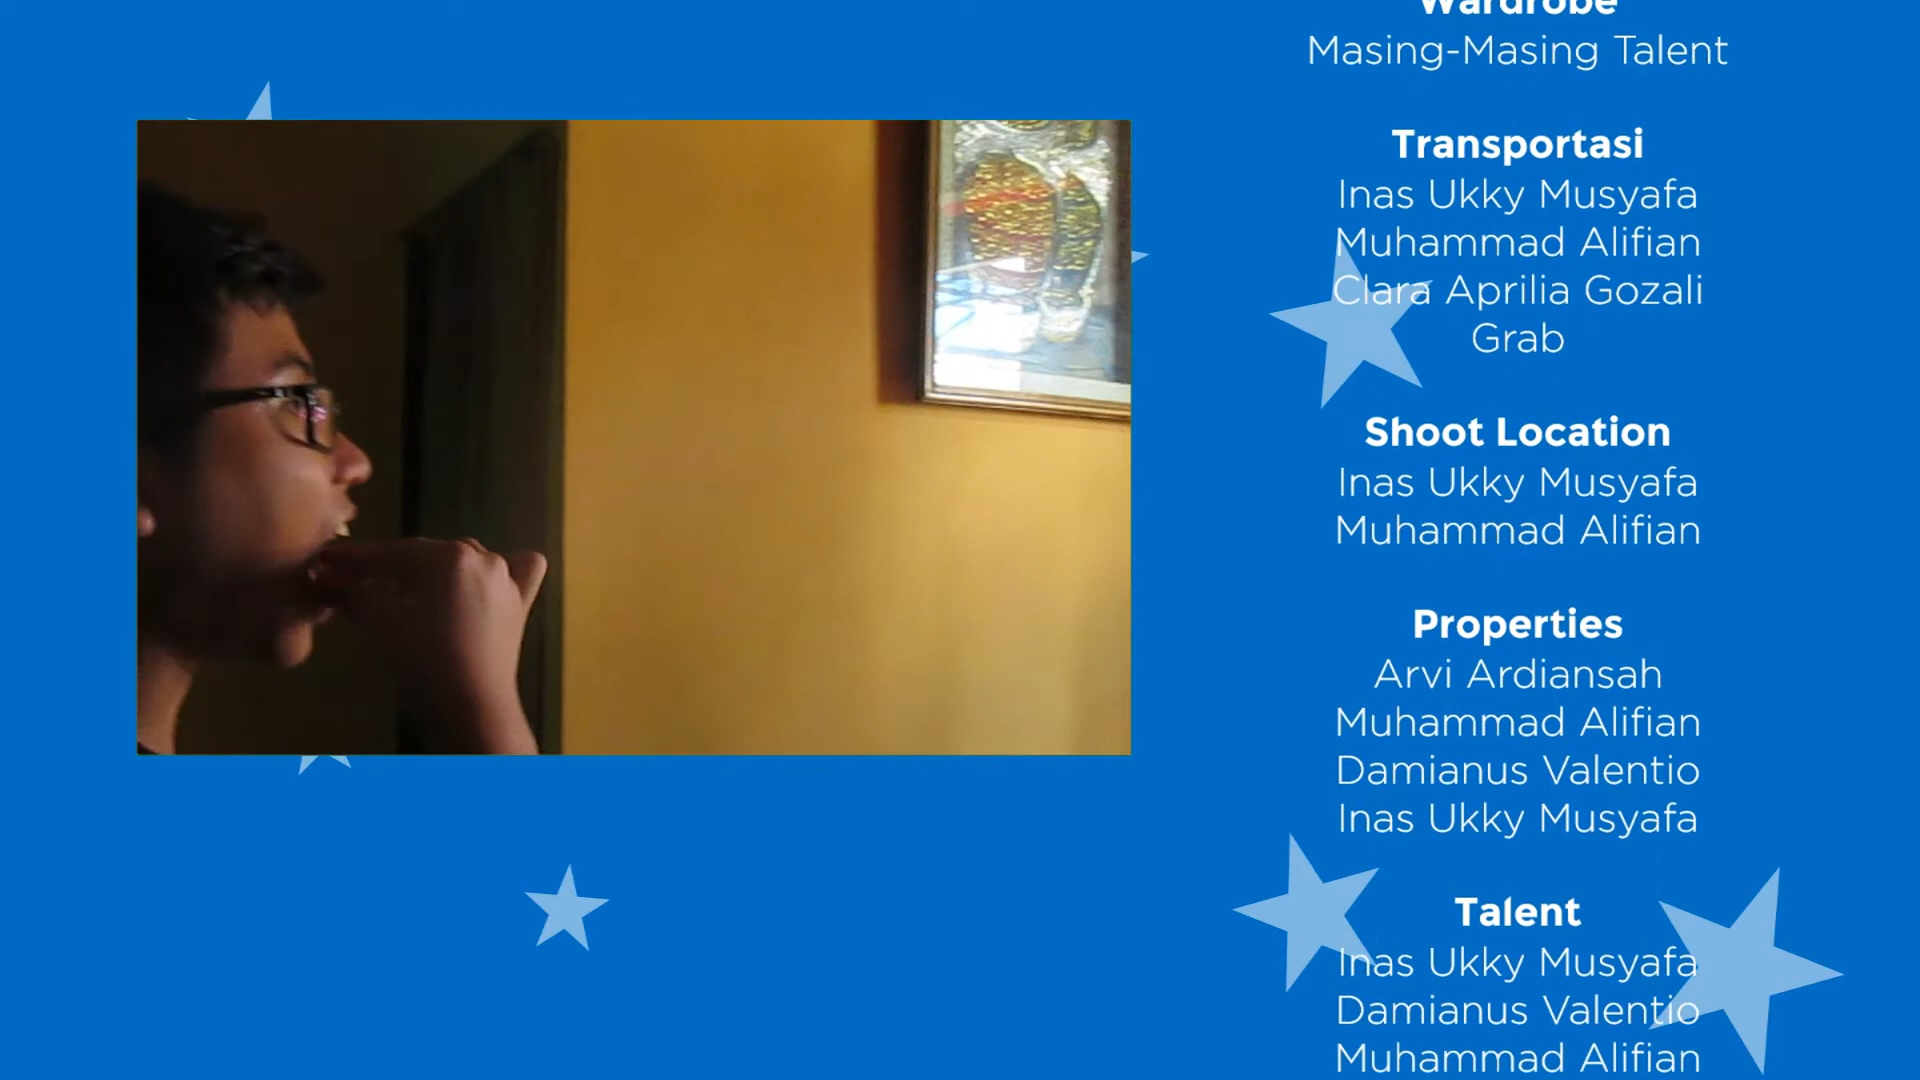 Wardrobe
Masing-Masing Talent
Transportasi
Inas Ukky Musyafa
Muhammad Alifian
Clara Aprilia Gozali
Grab
Shoot Location
Inas Ukky Musyafa
Muhammad Alifian
Properties
Arvi Ardiansah
Muhammad Alifian
Damianus Valentio
Inas Ukky Musyafa
Talent
Inas Ukky Musyafa
Damianus Valentio
Muhammad Alifian